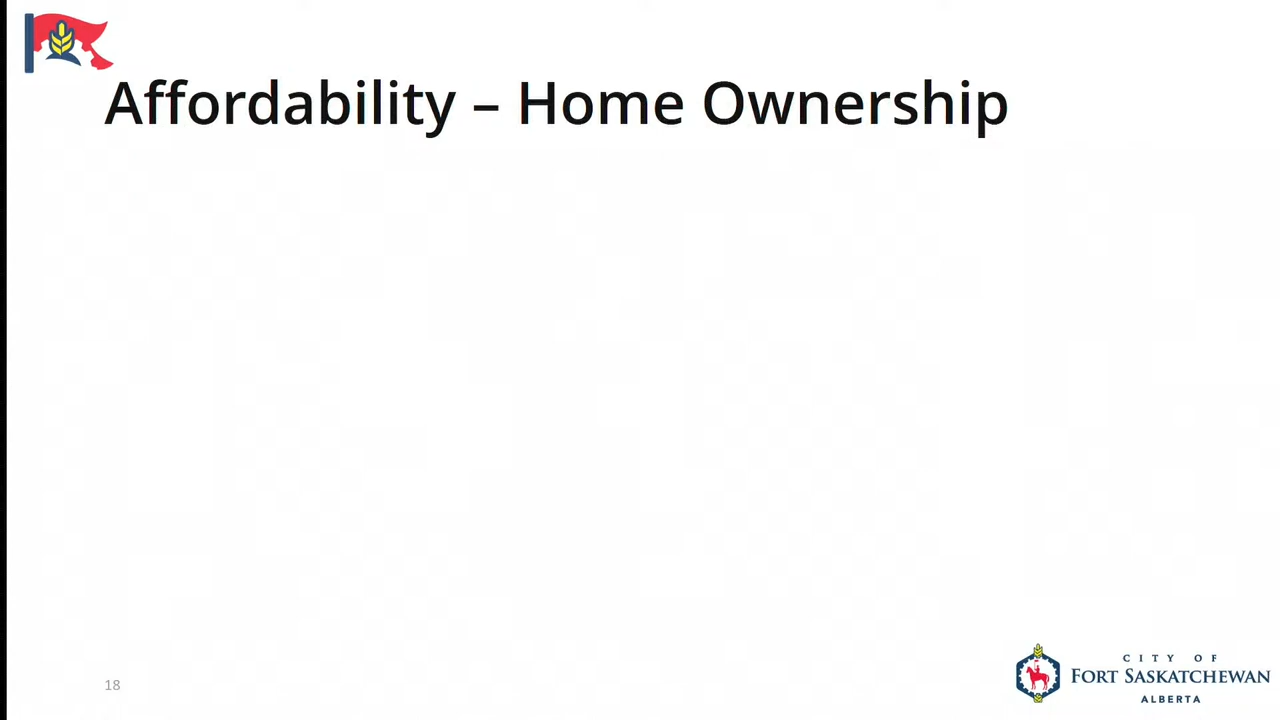 Affordability – Home Ownership
18
CITY OF
FORT SASKATCHEWAN
ALBERTA